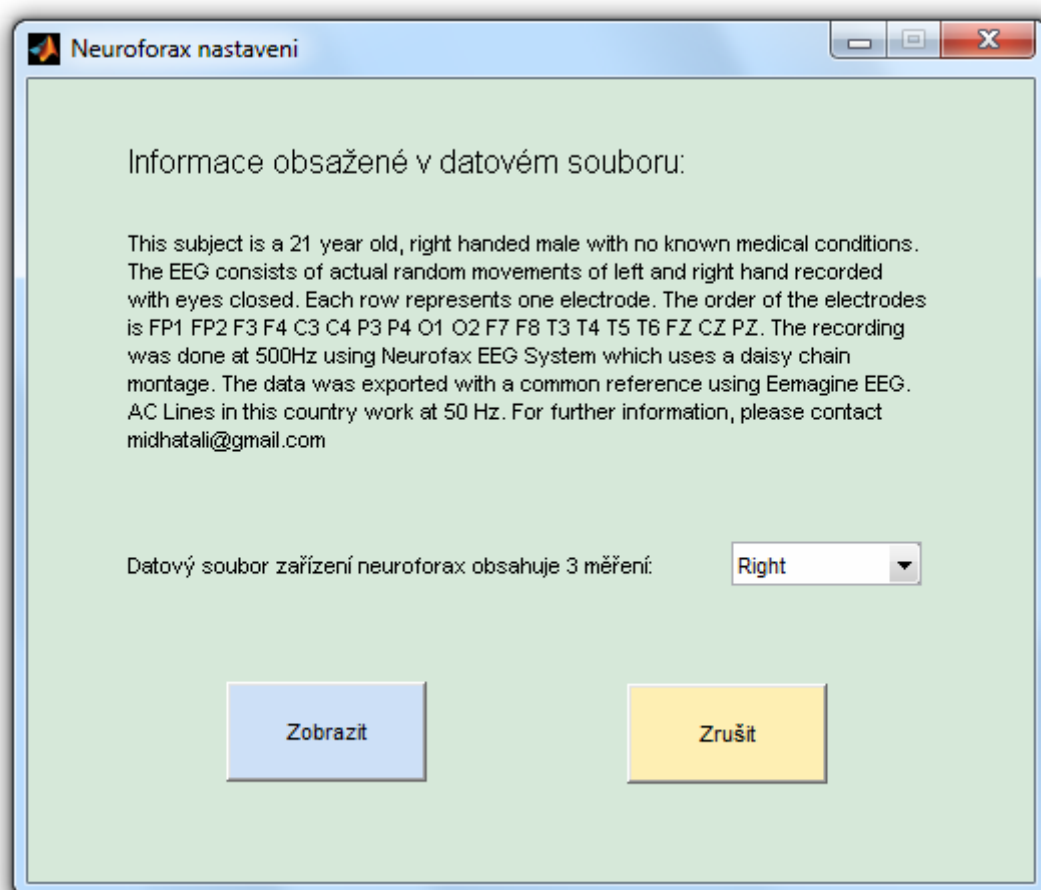 Neuroforax nastaveni
Informace obsažené v datovém souboru:
This subject is a 21 year old, right handed male with no known medical conditions.
The EEG consists of actual random movements of left and right hand recorded
with eyes closed. Each row represents one electrode. The order of the electrodes
is FP1 FP2 F3 F4 C3 C4 P3 P4 O1 O2 F7 F8 T3 T4 T5 T6 FZ CZ PZ. The recording
was done at 500Hz using Neurofax EEG System which uses a daisy chain
montage. The data was exported with a common reference using Eemagine EEG.
AC Lines in this country work at 50 Hz. For further information, please contact
midhatali@gmail.com
Datový soubor zařízení neuroforax obsahuje 3 měření:
Right
Zobrazit
Zrušit